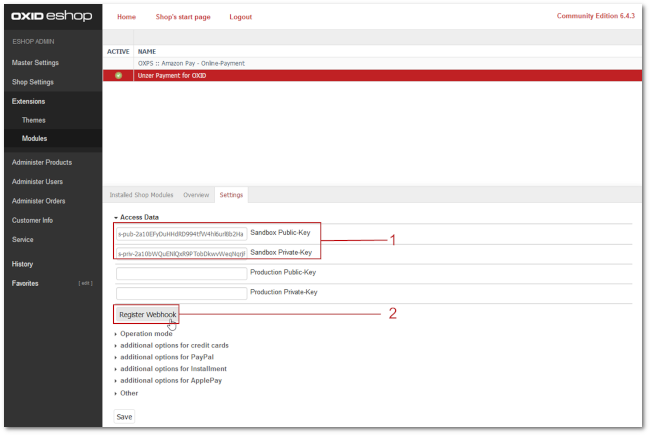 OXID eshop
Home Shop's start page Logout Community Edition 6.4.3
ESHOP ADMIN
Master Settings
Shop Settings
Extensions
Themes
Modules
Administer Products
Administer Users
Administer Orders
Customer Info
Service
History
Favorites [ edit ]
ACTIVE NAME
OXPS :: Amazon Pay - Online-Payment
Unzer Payment for OXID
Installed Shop Modules Overview Settings
Access Data
Sandbox Public-Key
1
Sandbox Private-Key
Production Public-Key
Production Private-Key
Register Webhook
2
Operation mode
additional options for credit cards
additional options for PayPal
additional options for Installment
additional options for ApplePay
Other
Save